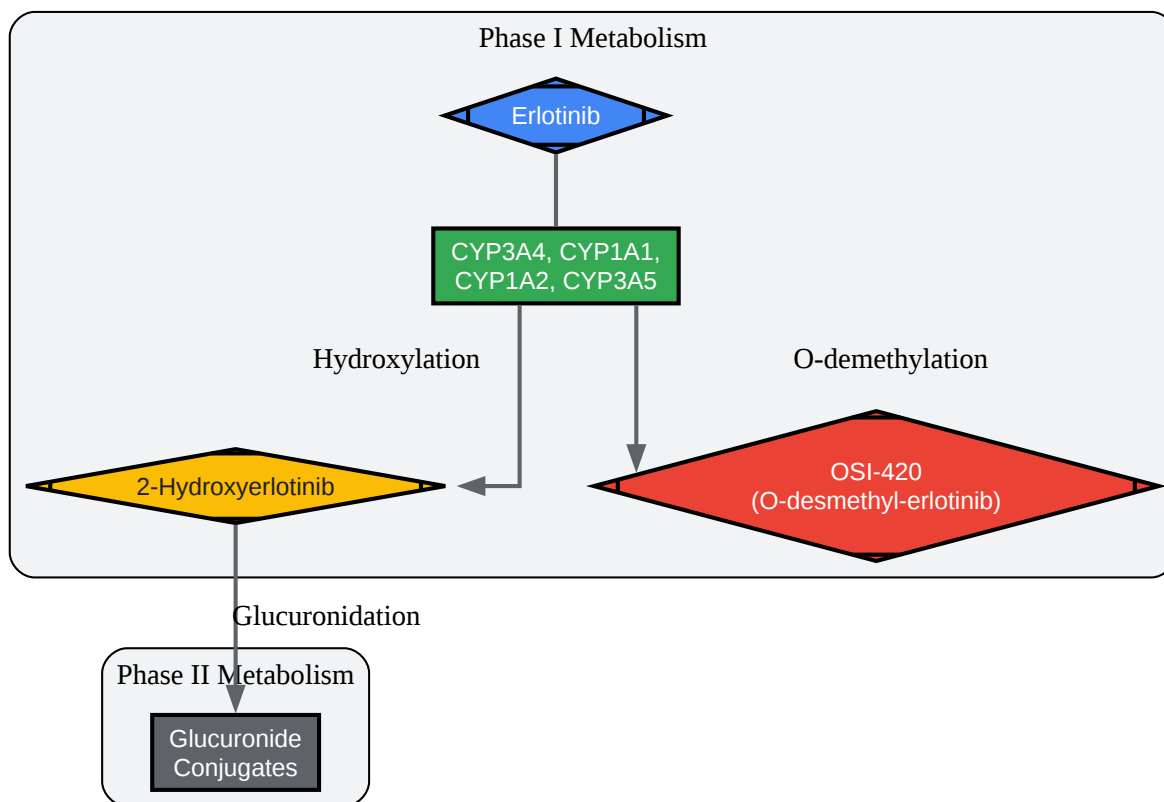 Phase I Metabolism
Erlotinib
CYP3A4, CYP1A1,
CYP1A2, CYP3A5
Hydroxylation
O-demethylation
2-Hydroxyerlotinib
OSI-420
(O-desmethyl-erlotinib)
Glucuronidation
Phase II Metabolism
Glucuronide
Conjugates